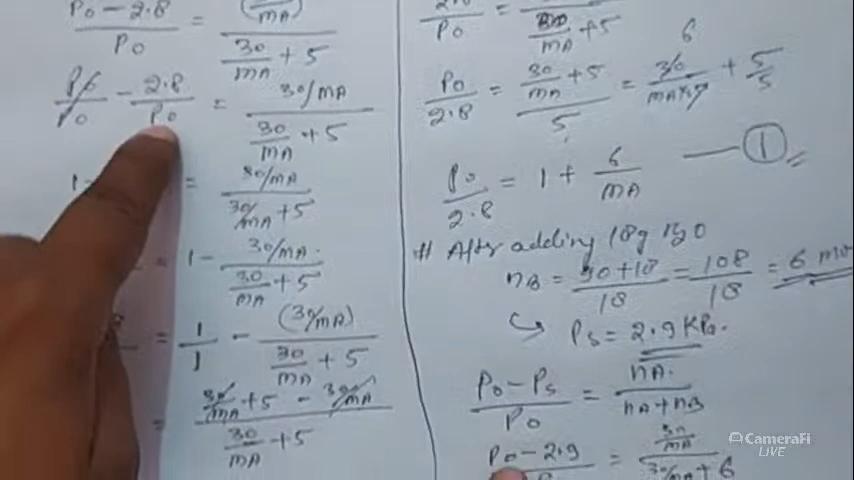 P₀ - 2.8 / P₀ = (30/mA) / (30/mA + 5)
P₀/P₀ - 2.8/P₀ = 30/mA / (30/mA + 5)
1 - = 30/mA / (30/mA + 5)
= 1 - 30/mA / (30/mA + 5)
= 1/1 - (30/mA) / (30/mA + 5)
= (30/mA + 5 - 30/mA) / (30/mA + 5)
P₀ = 30/mA + 5
P₀/2.8 = (30/mA + 5) / 5 = 30/mA×5 6 + 5/5
P₀/2.8 = 1 + 6/mA — ①
# After adding 18g H₂O
nB = 90+18/18 = 108/18 = 6
↪ Ps = 2.9 KPa.
P₀ - Ps / P₀ = nA / nA + nB
P₀ - 2.9 = 30/mA / 30/mA + 6
CameraFi
LIVE